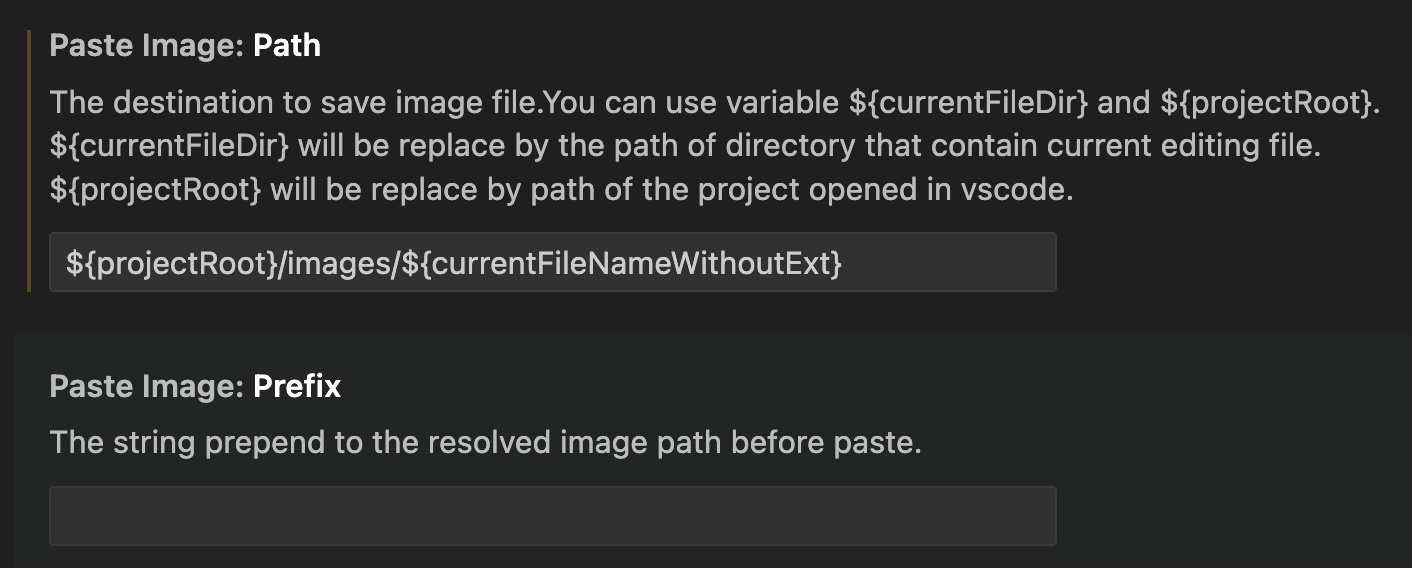 Paste Image: Path
The destination to save image file.You can use variable ${currentFileDir} and ${projectRoot}.
${currentFileDir} will be replace by the path of directory that contain current editing file.
${projectRoot} will be replace by path of the project opened in vscode.
${projectRoot}/images/${currentFileNameWithoutExt}
Paste Image: Prefix
The string prepend to the resolved image path before paste.